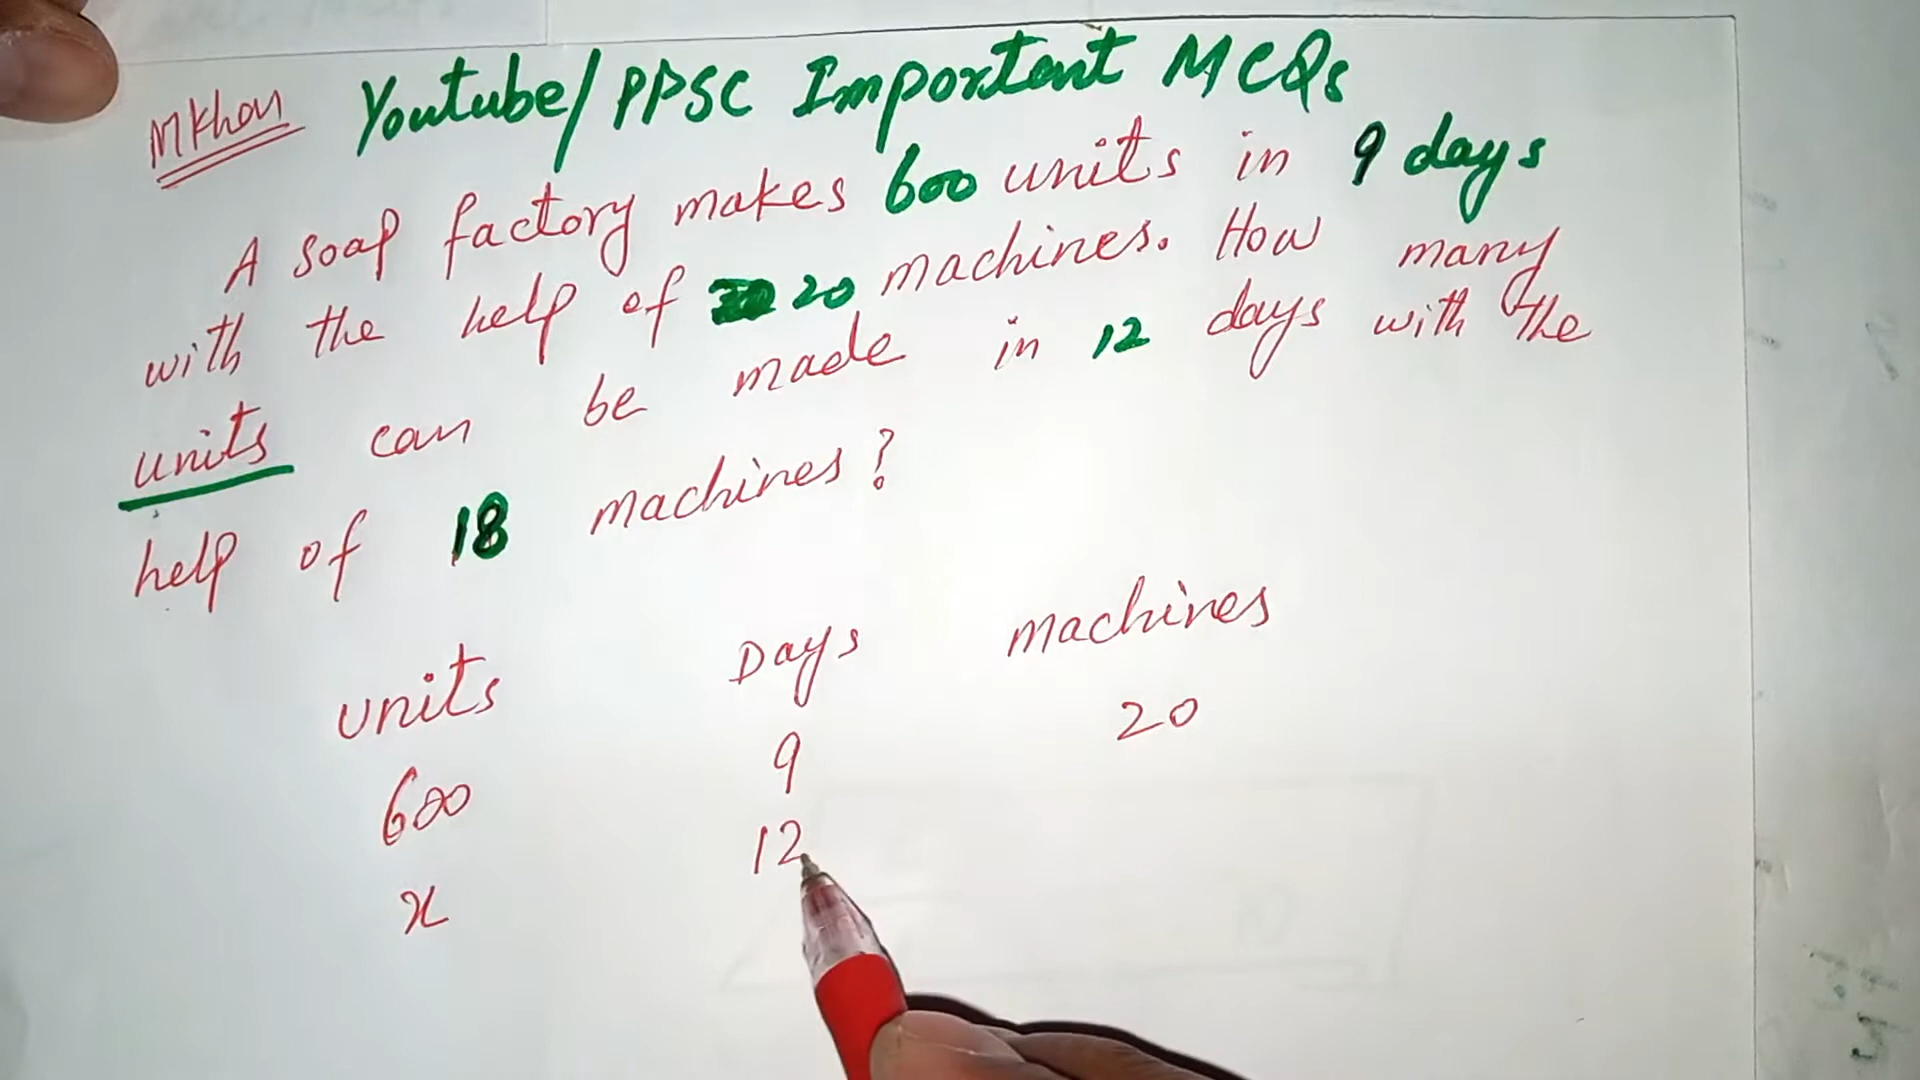 MKhan Youtube/PPSC Important MCQs
A soap factory makes 600 units in 9 days
with the help of 20 machines. How many
units can be made in 12 days with the
help of 18 machines?
units Days machines
600 9 20
x 12